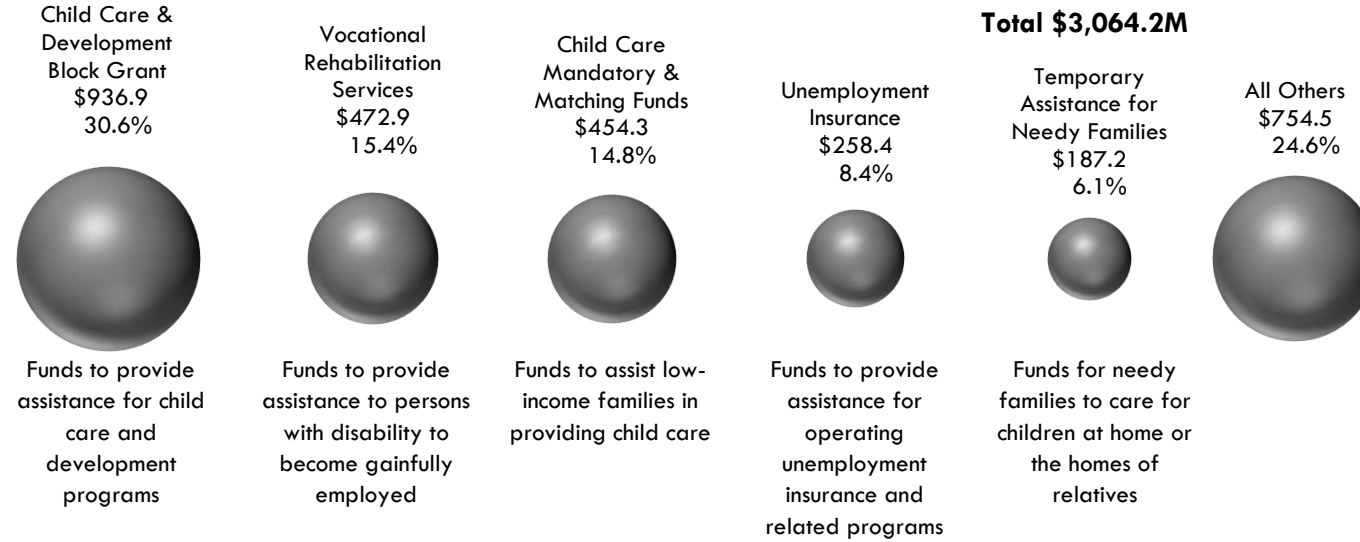 Child Care &
Development
Block Grant
$936.9
30.6%
Vocational
Rehabilitation
Services
$472.9
15.4%
Child Care
Mandatory &
Matching Funds
$454.3
14.8%
Unemployment
Insurance
$258.4
8.4%
Total $3,064.2M
Temporary
Assistance for
Needy Families
$187.2
6.1%
All Others
$754.5
24.6%
Funds to provide
assistance for child
care and
development
programs
Funds to provide
assistance to persons
with disability to
become gainfully
employed
Funds to assist low-
income families in
providing child care
Funds to provide
assistance for
operating
unemployment
insurance and
related programs
Funds for needy
families to care for
children at home or
the homes of
relatives